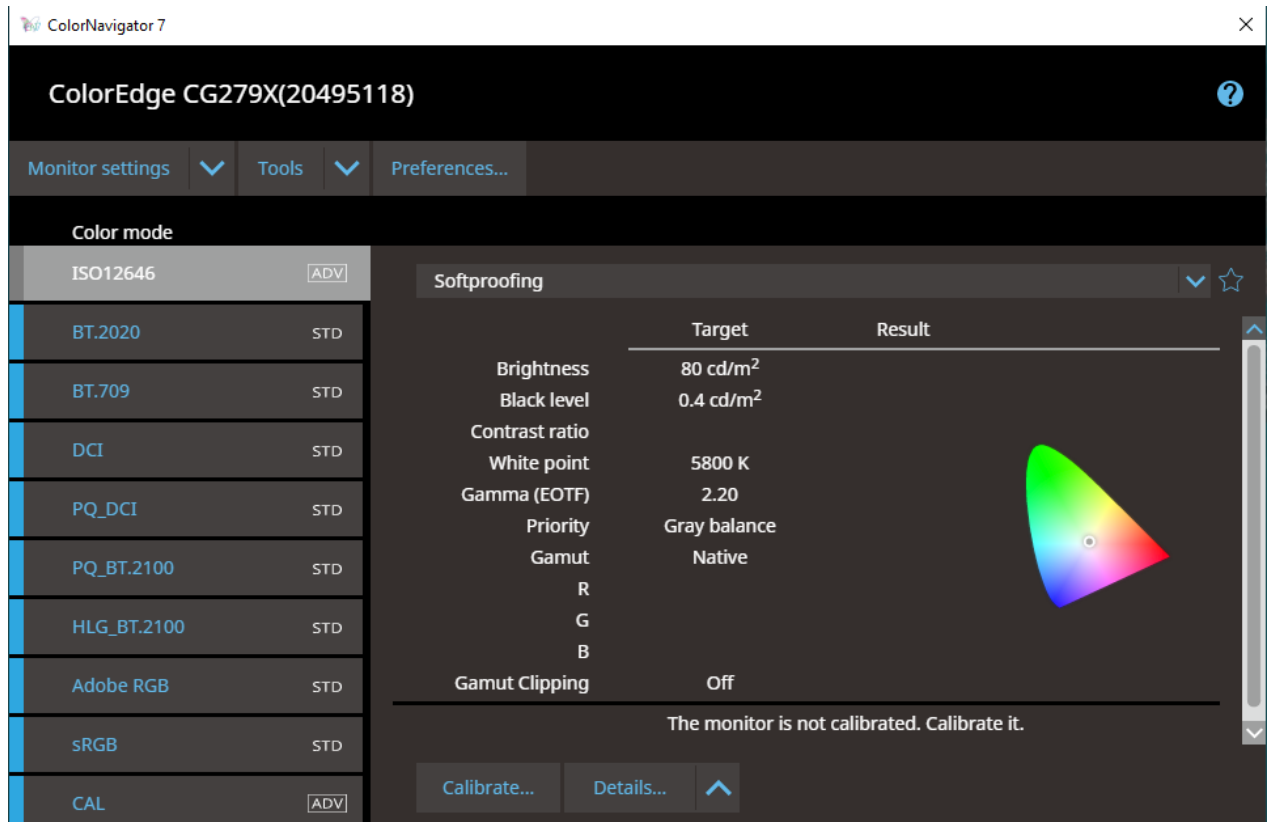 ColorNavigator 7
ColorEdge CG279X(20495118)
?
Monitor settings Tools Preferences...
Color mode
ISO12646 ADV
BT.2020 STD
BT.709 STD
DCI STD
PQ_DCI STD
PQ_BT.2100 STD
HLG_BT.2100 STD
Adobe RGB STD
sRGB STD
CAL ADV
Softproofing
Target Result
Brightness 80 cd/m²
Black level 0.4 cd/m²
Contrast ratio
White point 5800 K
Gamma (EOTF) 2.20
Priority Gray balance
Gamut Native
R
G
B
Gamut Clipping Off
The monitor is not calibrated. Calibrate it.
Calibrate... Details...